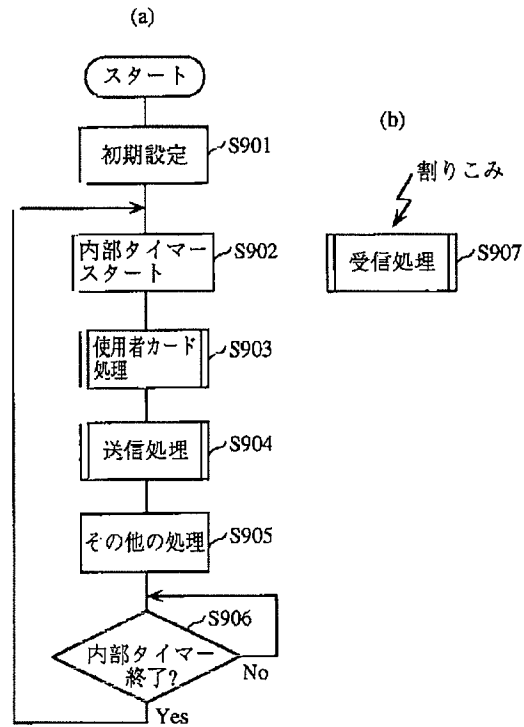 (a)
スタート
初期設定
S901
内部タイマー
スタート
S902
使用者カード
処理
S903
送信処理
S904
その他の処理
S905
S906
内部タイマー
終了?
No
Yes
(b)
割りこみ
受信処理
S907